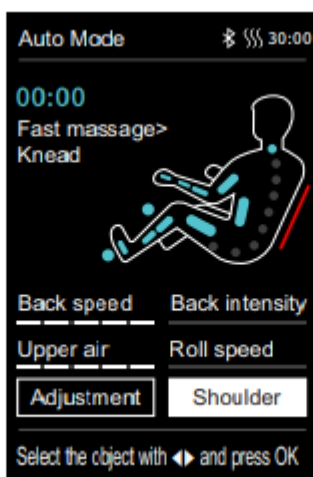 Auto Mode 30:00
00:00
Fast massage>
Knead
Back speed Back intensity
Upper air Roll speed
Adjustment Shoulder
Select the object with ◀▶ and press OK